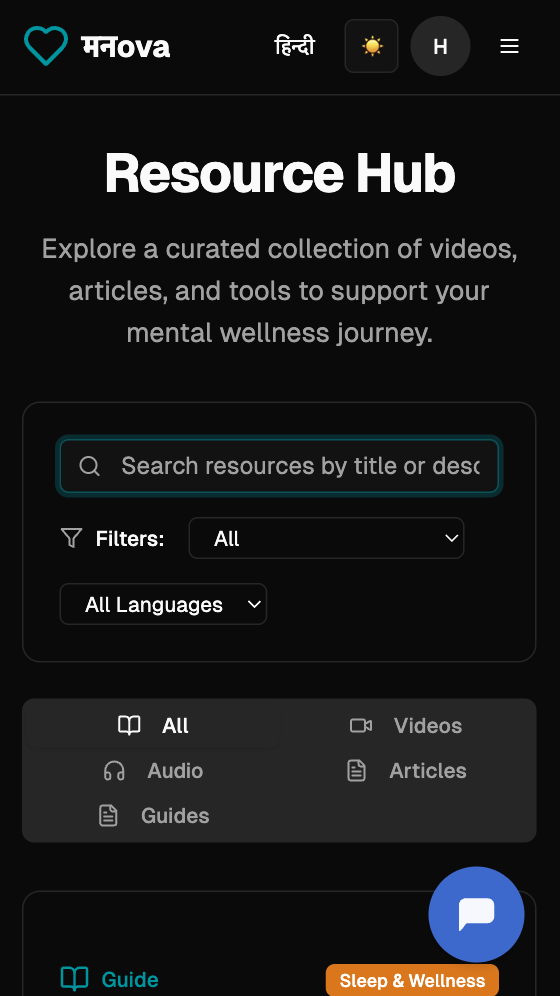 मनova
हिन्दी
H
Resource Hub
Explore a curated collection of videos,
articles, and tools to support your
mental wellness journey.
Search resources by title or desc
Filters:
All
All Languages
All
Videos
Audio
Articles
Guides
Guide
Sleep & Wellness